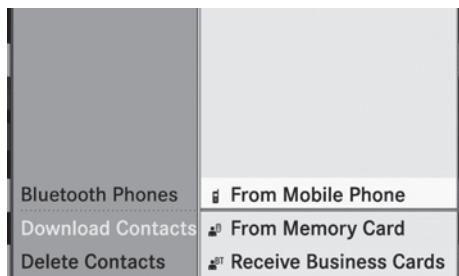 Bluetooth Phones
Download Contacts
Delete Contacts
From Mobile Phone
From Memory Card
Receive Business Cards